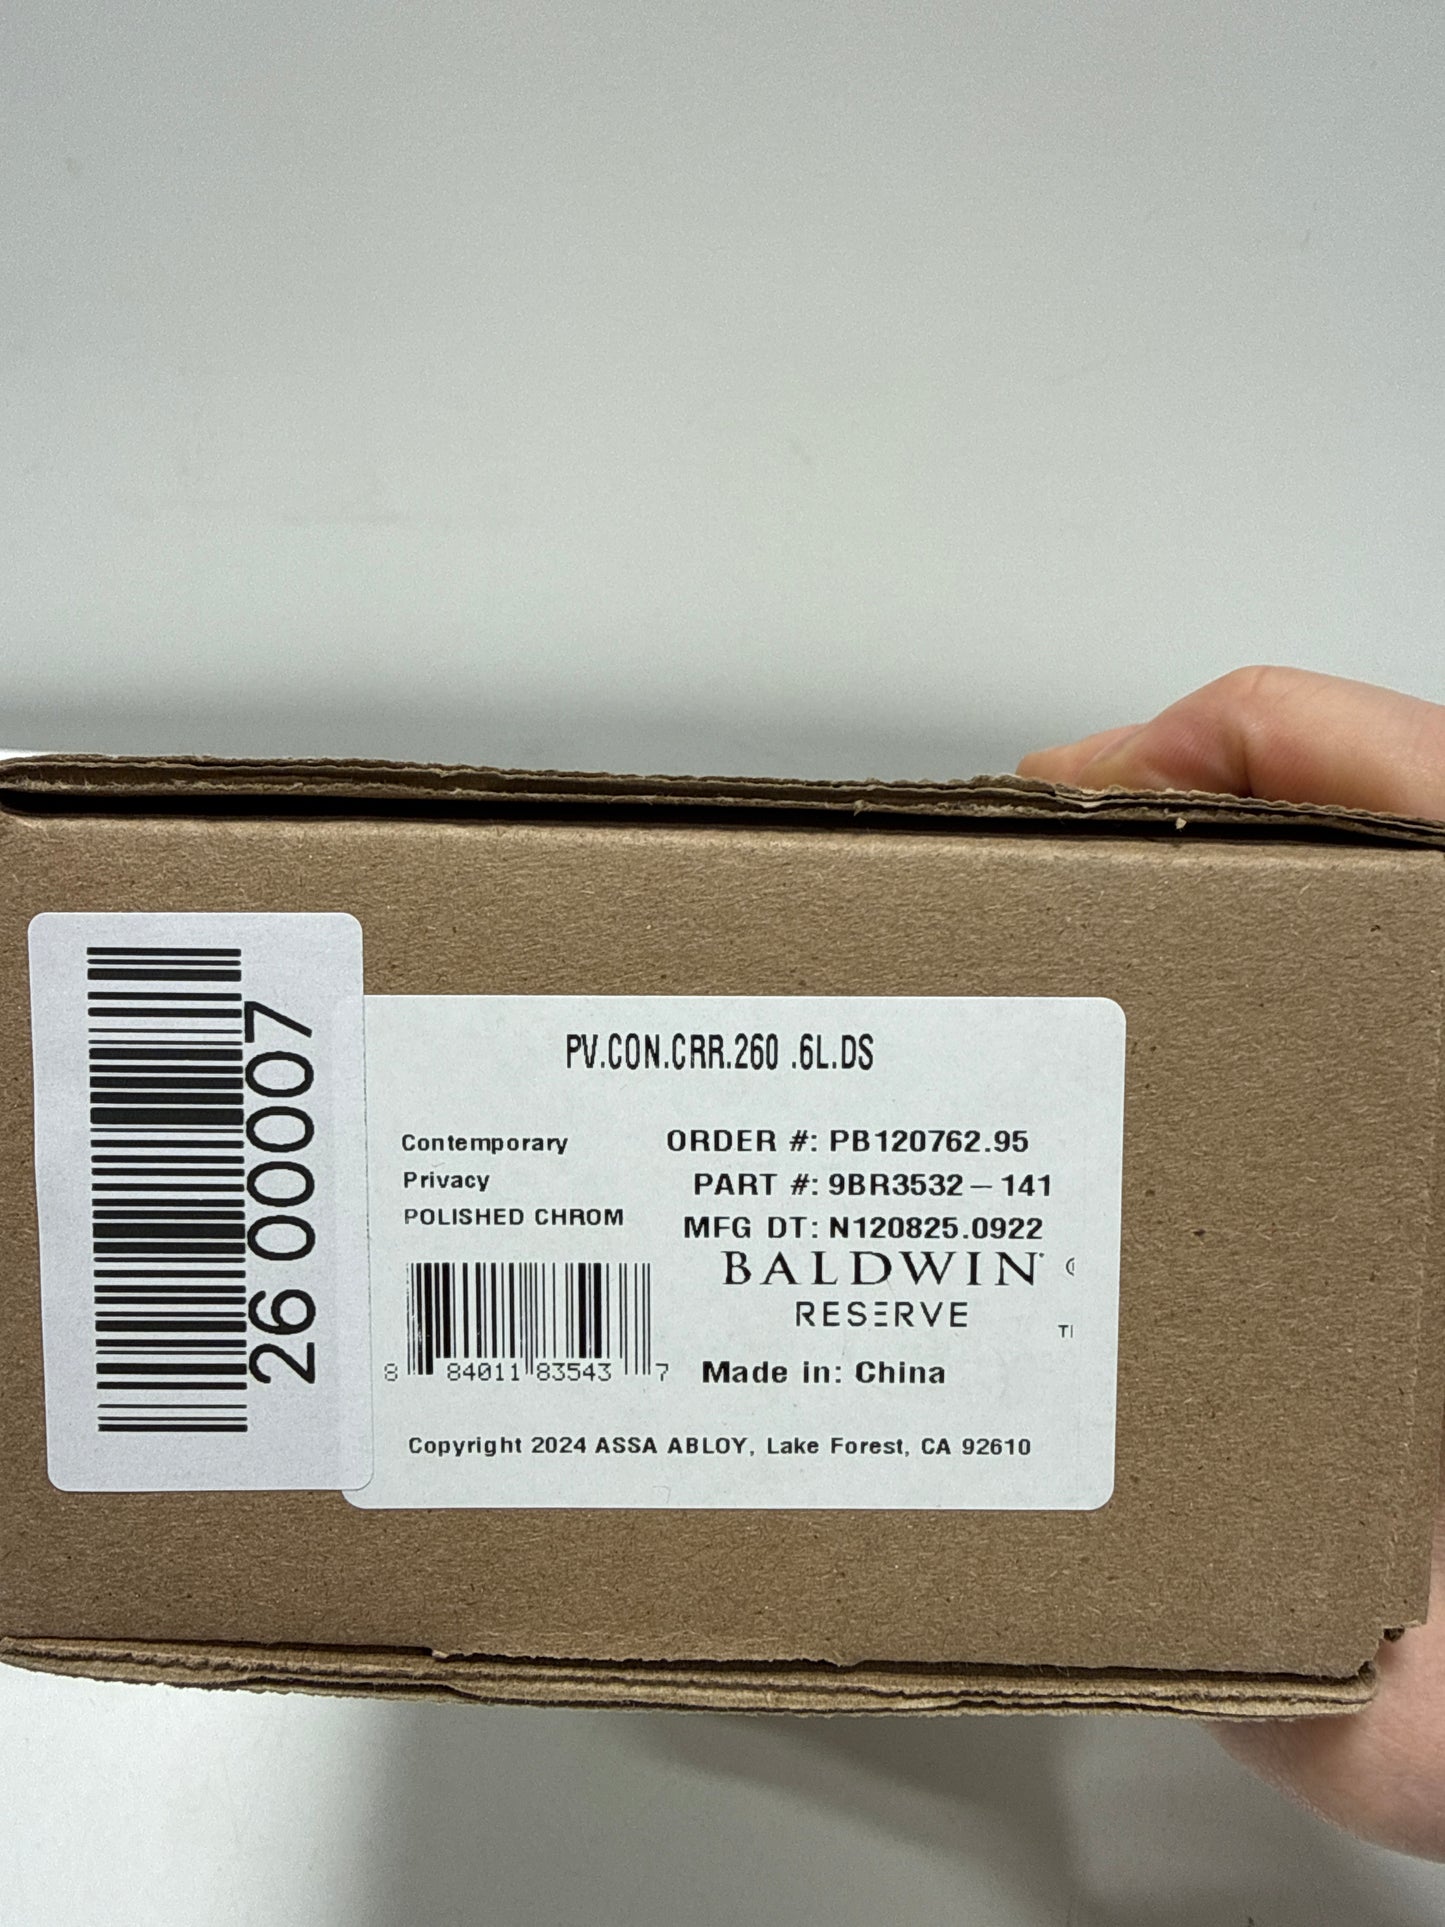 26 00007
PV.CON.CRR.260 .6L.DS
Contemporary
Privacy
POLISHED CHROM
ORDER #: PB120762.95
PART #: 9BR3532-141
MFG DT: N120825.0922
BALDWIN
RESERVE
8 84011 83543 7
Made in: China
Copyright 2024 ASSA ABLOY, Lake Forest, CA 92610